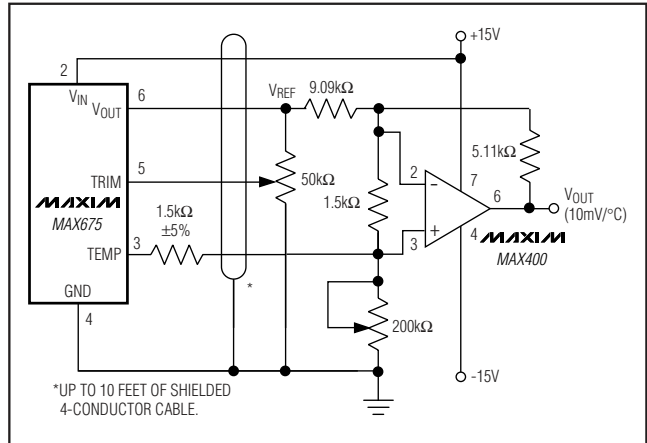 +15V
2
VIN
VOUT
6
VREF
9.09kΩ
5.11kΩ
TRIM
5
50kΩ
1.5kΩ
2
–
7
6
VOUT
(10mV/°C)
MAXIM
MAX675
1.5kΩ
±5%
TEMP
3
3
+
4
MAXIM
MAX400
GND
4
*
200kΩ
-15V
*UP TO 10 FEET OF SHIELDED
4-CONDUCTOR CABLE.